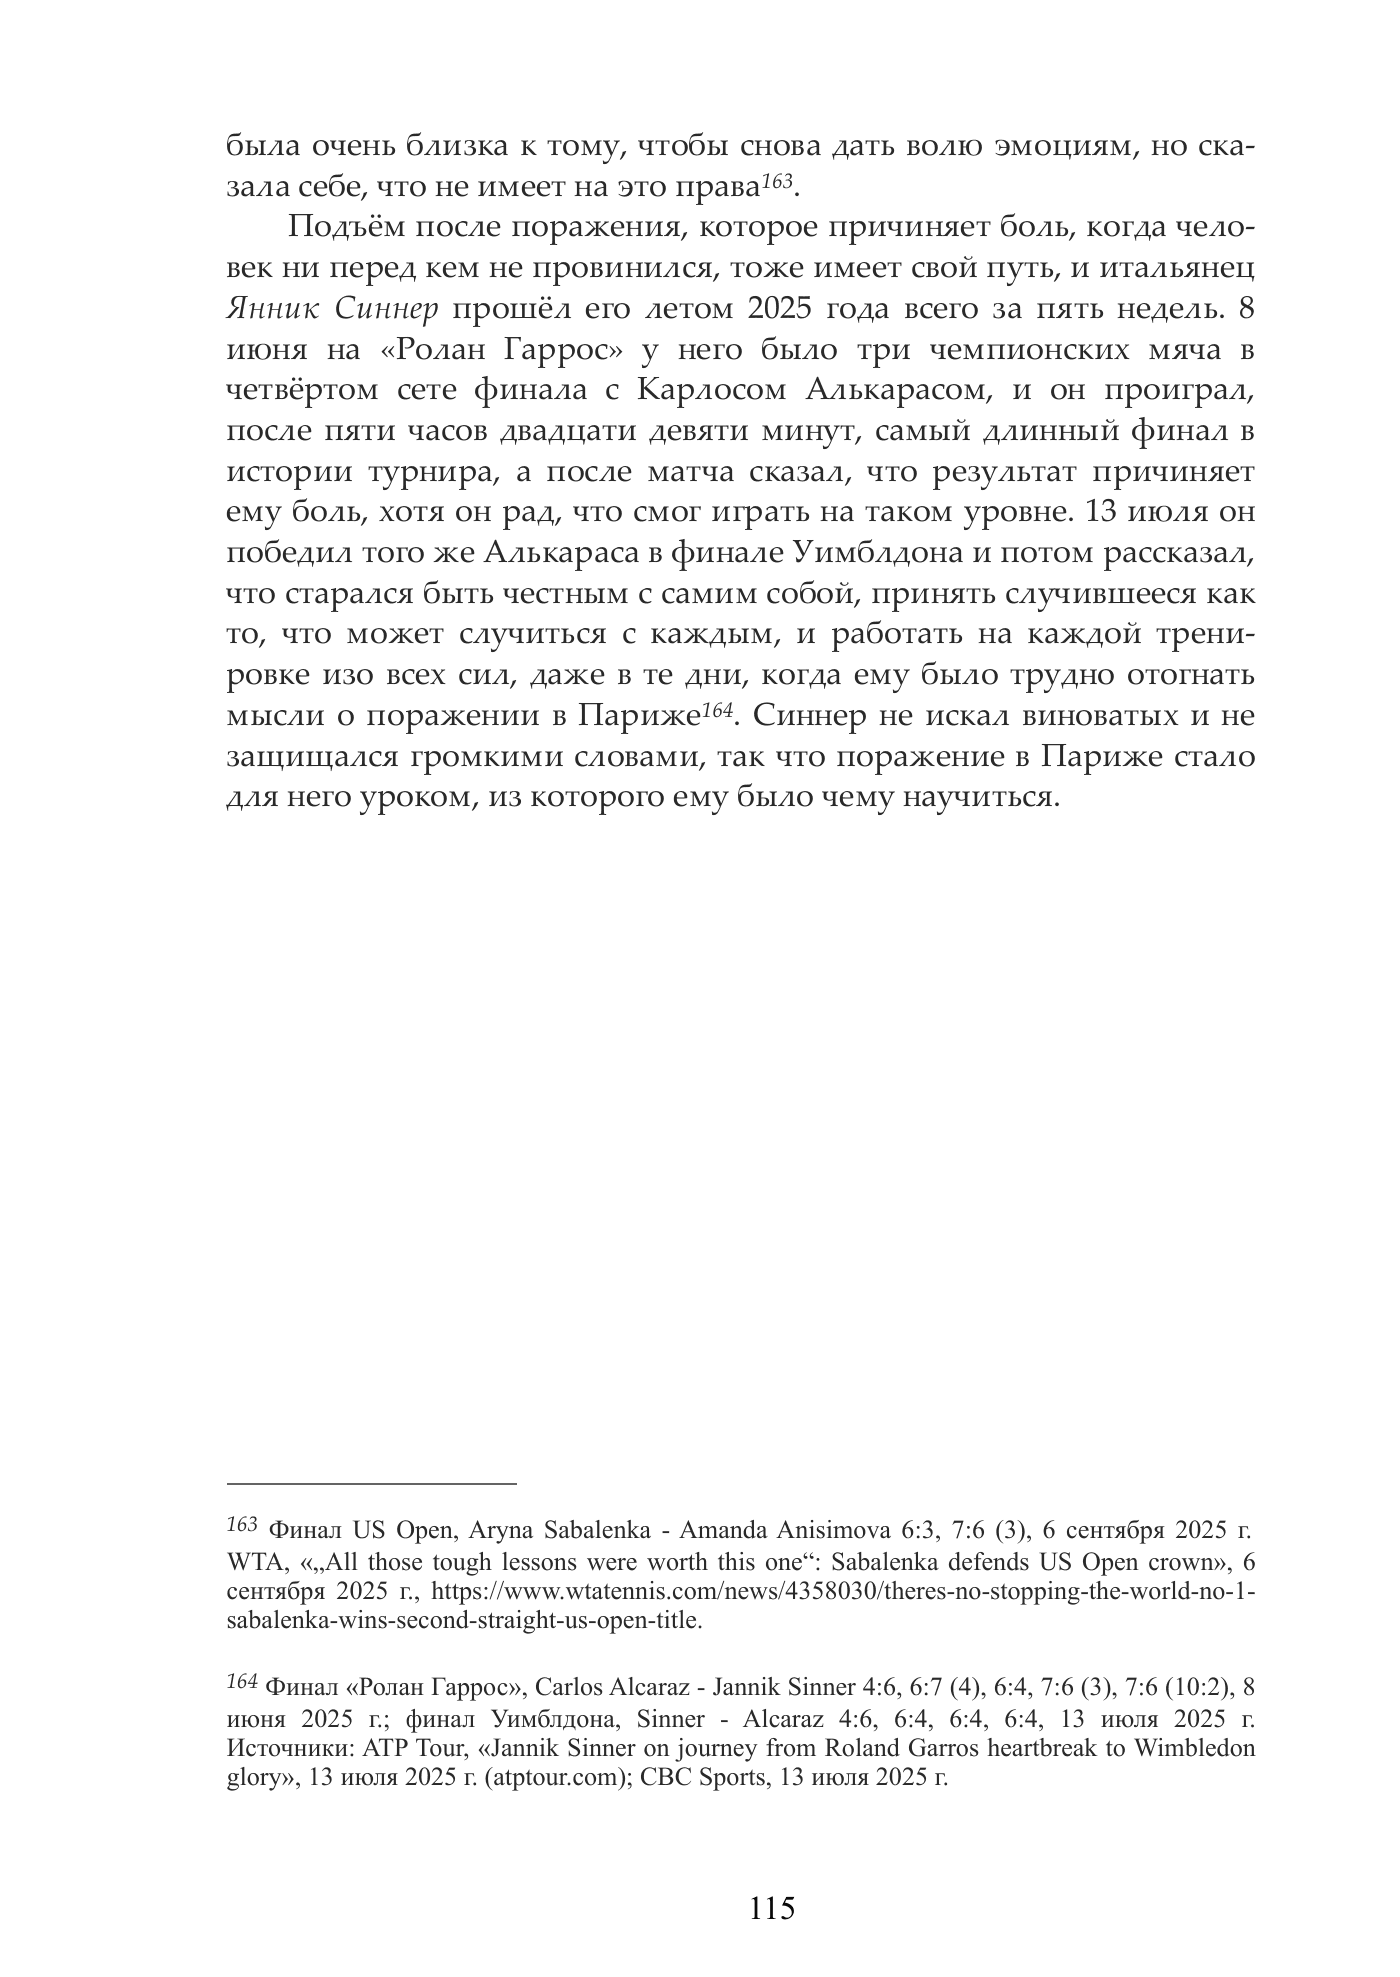 была очень близка к тому, чтобы снова дать волю эмоциям, но ска-
зала себе, что не имеет на это права163.
Подъём после поражения, которое причиняет боль, когда чело-
век ни перед кем не провинился, тоже имеет свой путь, и итальянец
Янник Синнер прошёл его летом 2025 года всего за пять недель. 8
июня на «Ролан Гаррос» у него было три чемпионских мяча в
четвёртом сете финала с Карлосом Алькарасом, и он проиграл,
после пяти часов двадцати девяти минут, самый длинный финал в
истории турнира, а после матча сказал, что результат причиняет
ему боль, хотя он рад, что смог играть на таком уровне. 13 июля он
победил того же Алькараса в финале Уимблдона и потом рассказал,
что старался быть честным с самим собой, принять случившееся как
то, что может случиться с каждым, и работать на каждой трени-
ровке изо всех сил, даже в те дни, когда ему было трудно отогнать
мысли о поражении в Париже164. Синнер не искал виноватых и не
защищался громкими словами, так что поражение в Париже стало
для него уроком, из которого ему было чему научиться.
163 Финал US Open, Aryna Sabalenka - Amanda Anisimova 6:3, 7:6 (3), 6 сентября 2025 г.
WTA, «„All those tough lessons were worth this one“: Sabalenka defends US Open crown», 6
сентября 2025 г., https://www.wtatennis.com/news/4358030/theres-no-stopping-the-world-no-1-
sabalenka-wins-second-straight-us-open-title.
164 Финал «Ролан Гаррос», Carlos Alcaraz - Jannik Sinner 4:6, 6:7 (4), 6:4, 7:6 (3), 7:6 (10:2), 8
июня 2025 г.; финал Уимблдона, Sinner - Alcaraz 4:6, 6:4, 6:4, 6:4, 13 июля 2025 г.
Источники: ATP Tour, «Jannik Sinner on journey from Roland Garros heartbreak to Wimbledon
glory», 13 июля 2025 г. (atptour.com); CBC Sports, 13 июля 2025 г.
115